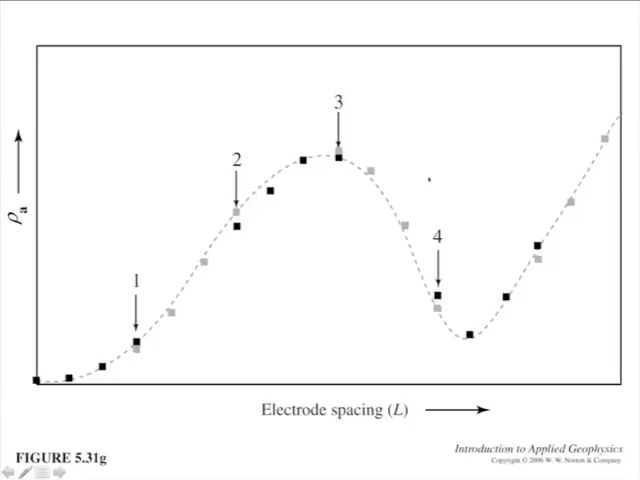 3
2
4
1
ρa
Electrode spacing (L)
FIGURE 5.31g
Introduction to Applied Geophysics
Copyright © 2006 W. W. Norton & Company